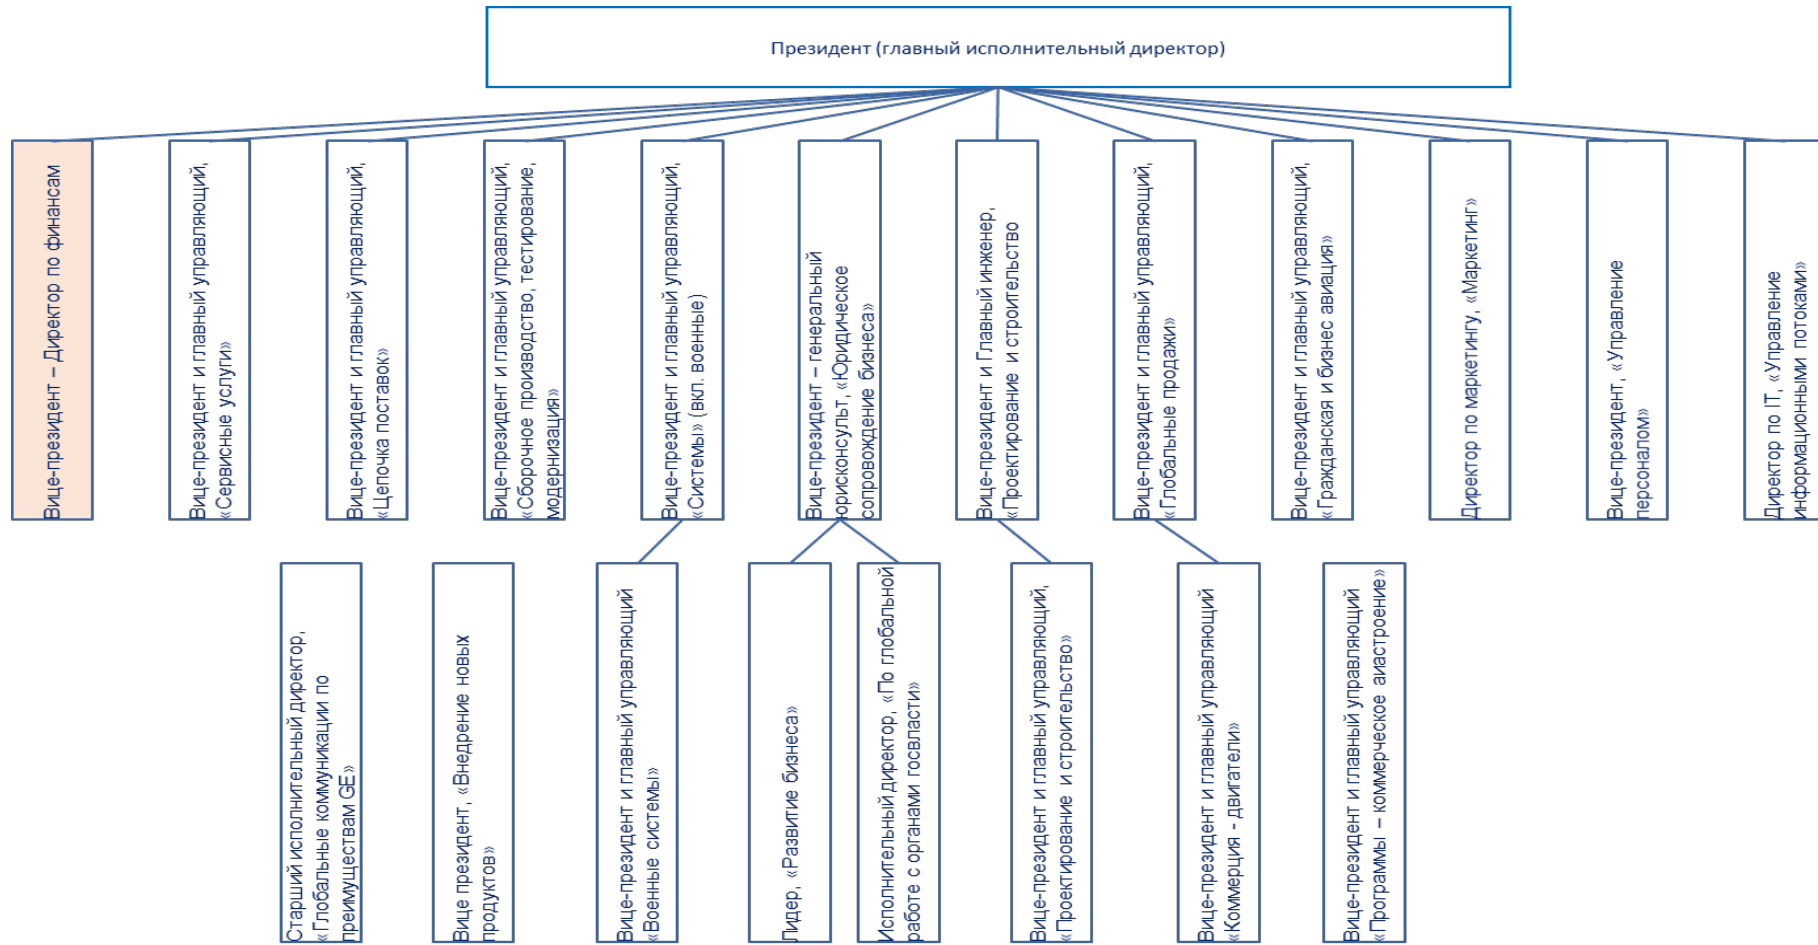 Президент (главный исполнительный директор)
Вице-президент – Директор по финансам
Вице-президент и главный управляющий,
«Сервисные услуги»
Вице-президент и главный управляющий,
«Цепочка поставок»
Вице-президент и главный управляющий,
«Сборочное производство, тестирование,
модернизация»
Вице-президент и главный управляющий,
«Системы» (вкл. военные)
Вице-президент – генеральный
юрисконсульт, «Юридическое
сопровождение бизнеса»
Вице-президент и Главный инженер,
«Проектирование и строительство
Вице-президент и главный управляющий,
«Глобальные продажи»
Вице-президент и главный управляющий,
«Гражданская и бизнес авиация»
Директор по маркетингу, «Маркетинг»
Вице-президент, «Управление
персоналом»
Директор по IT, «Управление
информационными потоками»
Старший исполнительный директор,
«Глобальные коммуникации по
преимуществам GE»
Вице президент, «Внедрение новых
продуктов»
Вице-президент и главный управляющий
«Военные системы»
Лидер, «Развитие бизнеса»
Исполнительный директор, «По глобальной
работе с органами госвласти»
Вице-президент и главный управляющий,
«Проектирование и строительство»
Вице-президент и главный управляющий
«Коммерция - двигатели»
Вице-президент и главный управляющий
«Программы – коммерческое аиастроение»